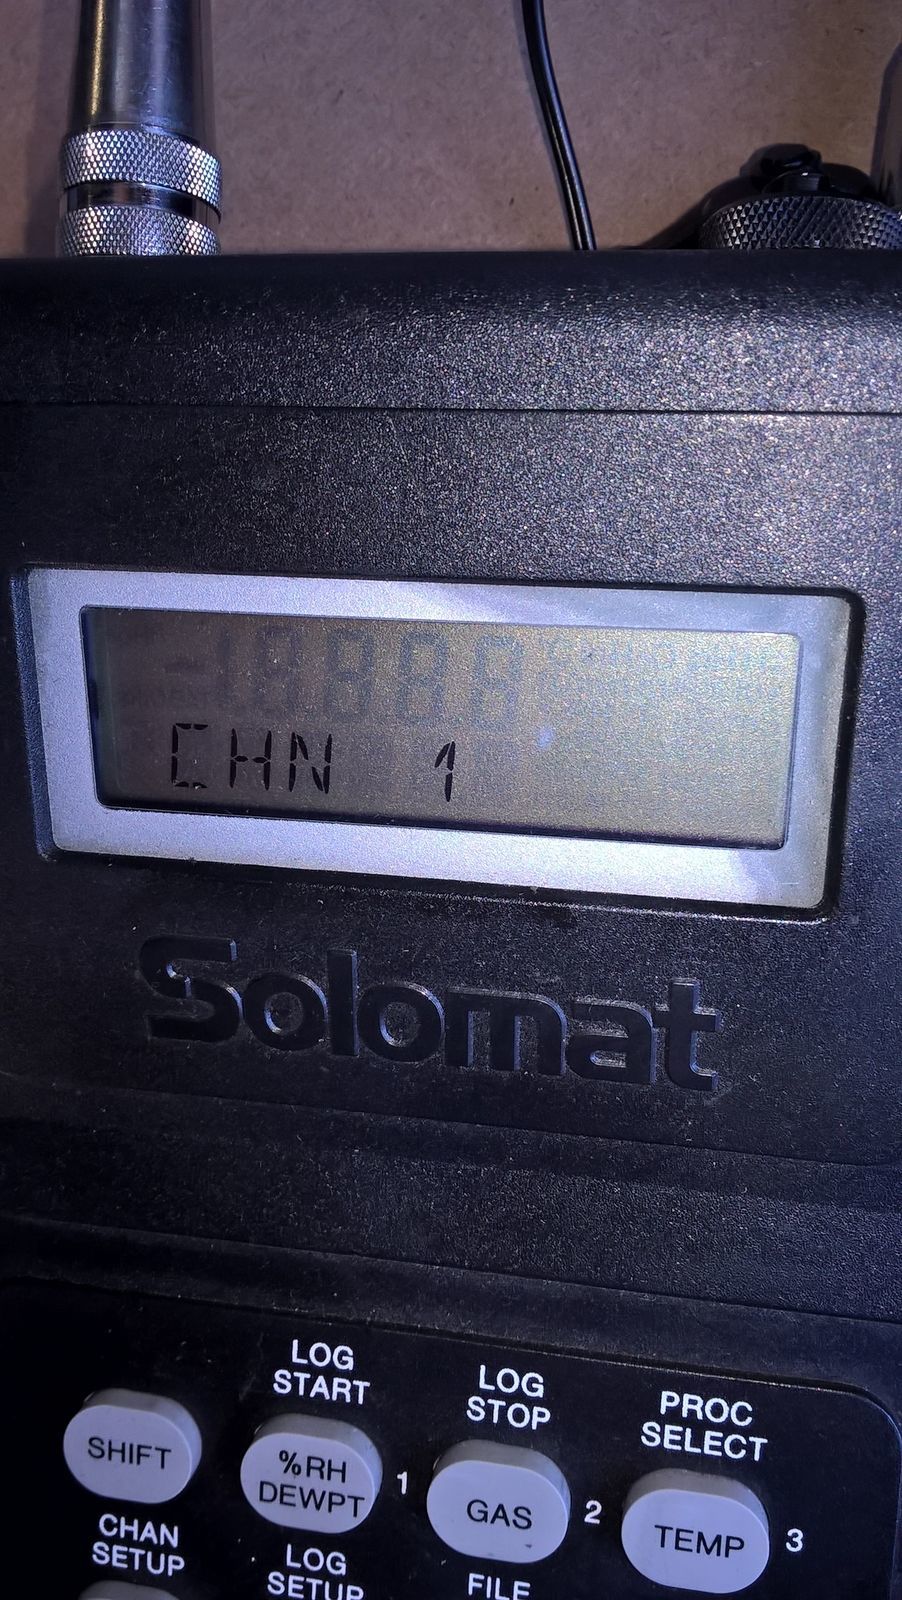 -18888
CHN 1
Solomat
LOG START
LOG STOP
PROC SELECT
SHIFT
%RH DEWPT
1
GAS
2
TEMP
3
CHAN SETUP
LOG SETUP
FILE